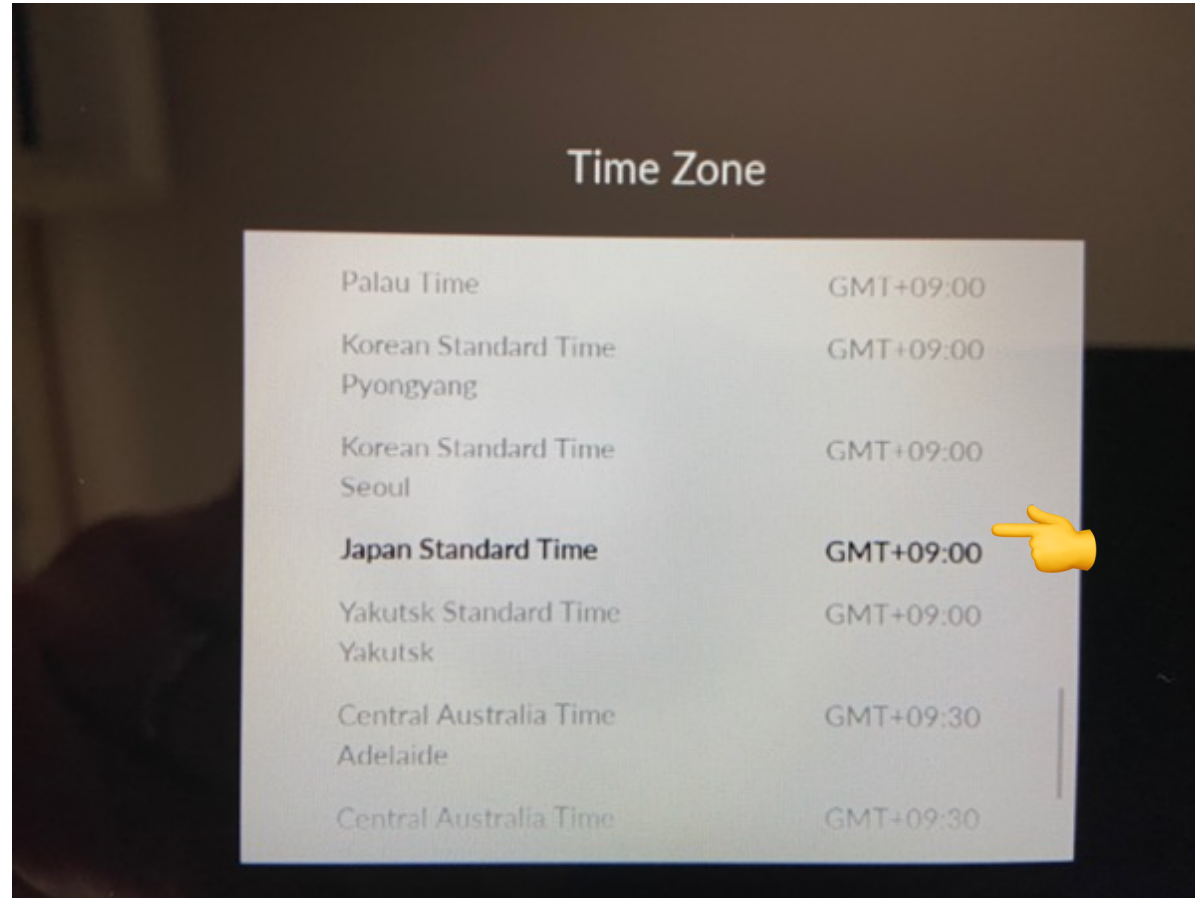 Time Zone
Palau Time GMT+09:00
Korean Standard Time GMT+09:00
Pyongyang
Korean Standard Time GMT+09:00
Seoul
Japan Standard Time GMT+09:00
Yakutsk Standard Time GMT+09:00
Yakutsk
Central Australia Time GMT+09:30
Adelaide
Central Australia Time GMT+09:30